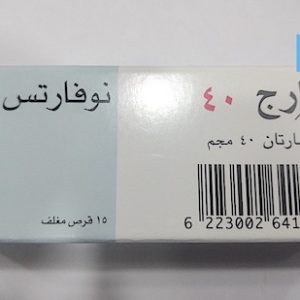 رج ٤٠ نوفارتس
ارتان ٤٠ مجم
6 223002 641
١٥ قرص مغلف